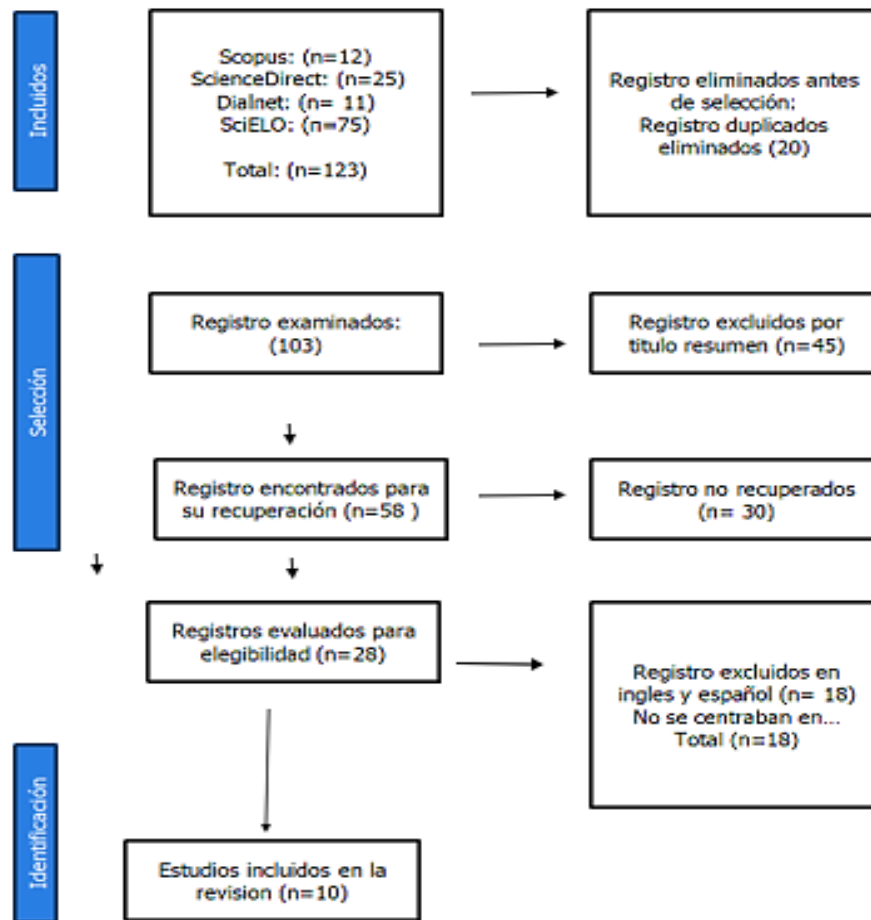 Incluidos
Scopus: (n=12)
ScienceDirect: (n=25)
Dialnet: (n= 11)
SciELO: (n=75)
Total: (n=123)
Registro eliminados antes
de selección:
Registro duplicados
eliminados (20)
Selección
Registro examinados:
(103)
Registro excluidos por
titulo resumen (n=45)
Registro encontrados para
su recuperación (n=58 )
Registro no recuperados
(n= 30)
Registros evaluados para
elegibilidad (n=28)
Registro excluidos en
ingles y español (n= 18)
No se centraban en...
Total (n=18)
Identificación
Estudios incluidos en la
revision (n=10)